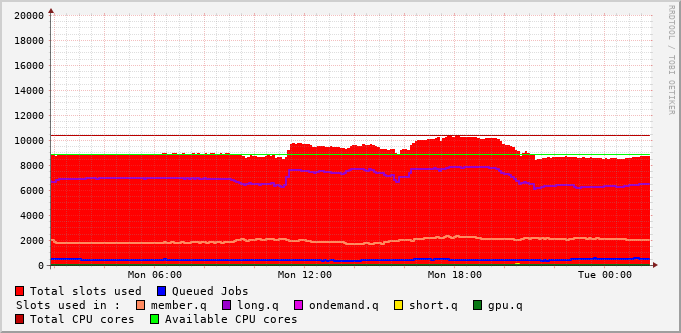 RRDTOOL / TOBI OETIKER
20000
18000
16000
14000
12000
10000
8000
6000
4000
2000
0
Mon 06:00 Mon 12:00 Mon 18:00 Tue 00:00
Total slots used Queued Jobs
Slots used in : member.q long.q ondemand.q short.q gpu.q
Total CPU cores Available CPU cores